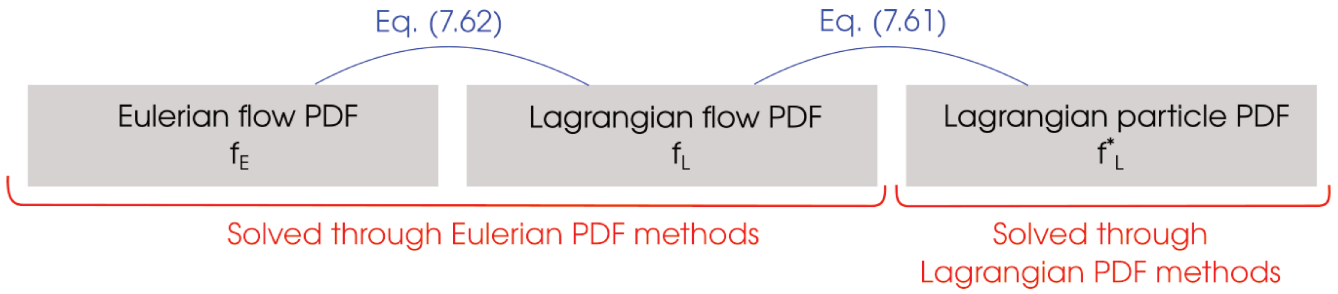 Eq. (7.62)
Eq. (7.61)
Eulerian flow PDF
f_E
Lagrangian flow PDF
f_L
Lagrangian particle PDF
f*_L
Solved through Eulerian PDF methods
Solved through
Lagrangian PDF methods